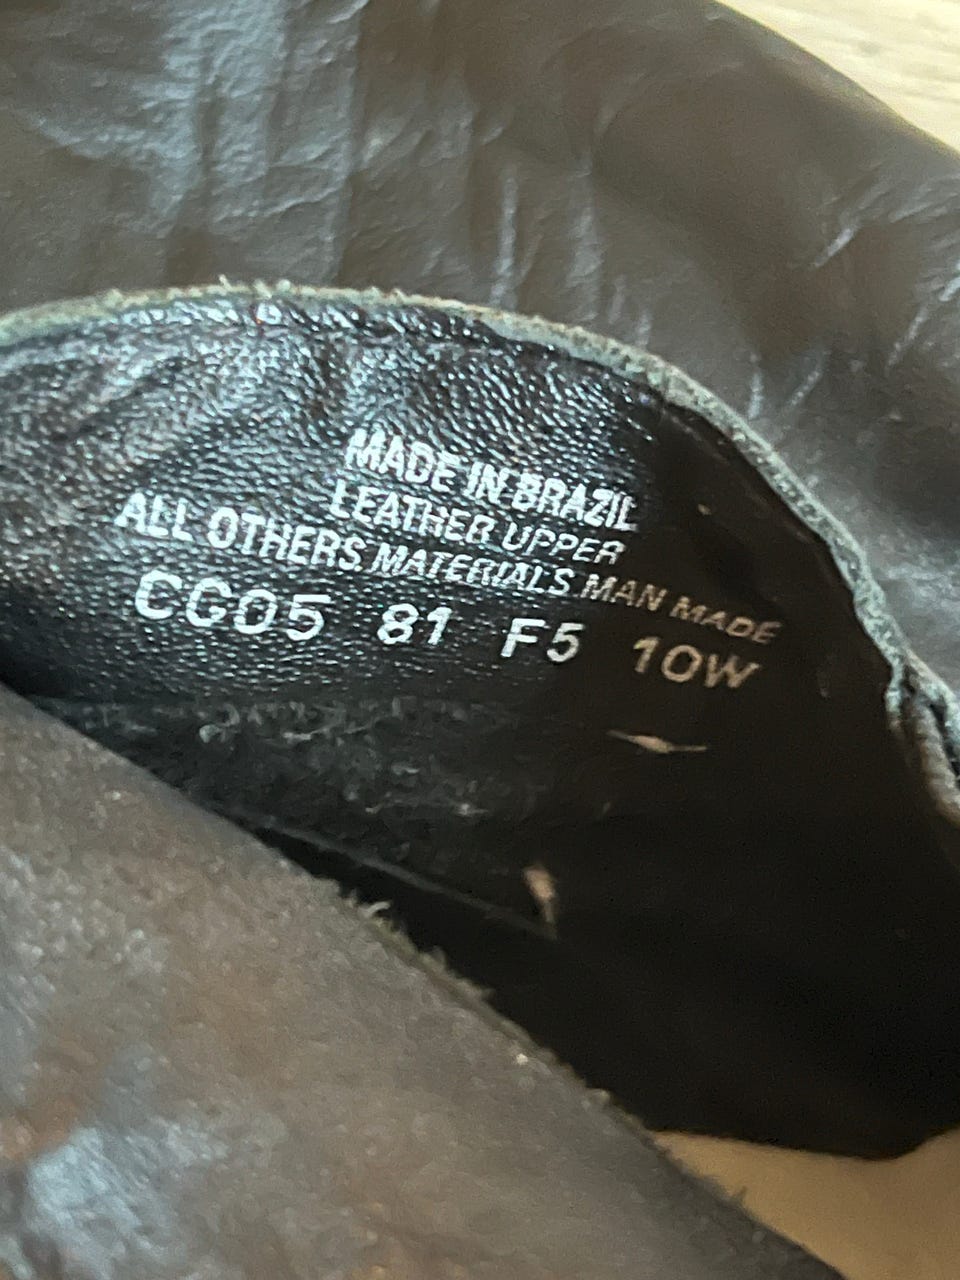 MADE IN BRAZIL
LEATHER UPPER
ALL OTHERS MATERIALS MAN MADE
CG05 81 F5 10W